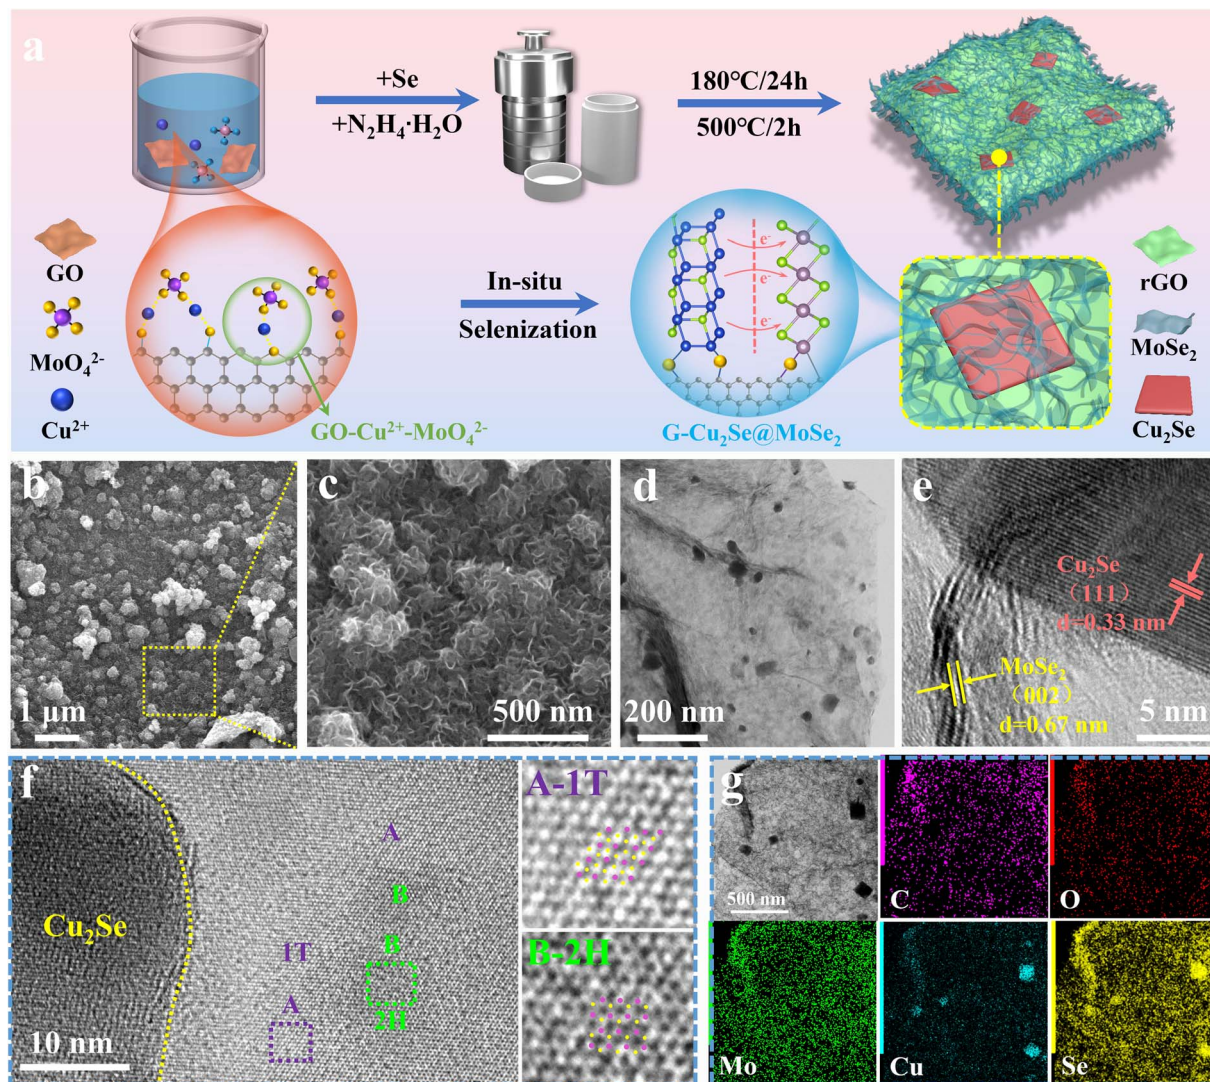 a
+Se
+N₂H₄·H₂O
180°C/24h
500°C/2h
GO
MoO₄²⁻
Cu²⁺
GO-Cu²⁺-MoO₄²⁻
In-situ
Selenization
e⁻
e⁻
e⁻
G-Cu₂Se@MoSe₂
rGO
MoSe₂
Cu₂Se
b
1 μm
c
500 nm
d
200 nm
e
Cu₂Se
(111)
d=0.33 nm
MoSe₂
(002)
d=0.67 nm
5 nm
f
Cu₂Se
A
B
1T
B
A
2H
10 nm
A-1T
B-2H
g
500 nm
C
O
Mo
Cu
Se